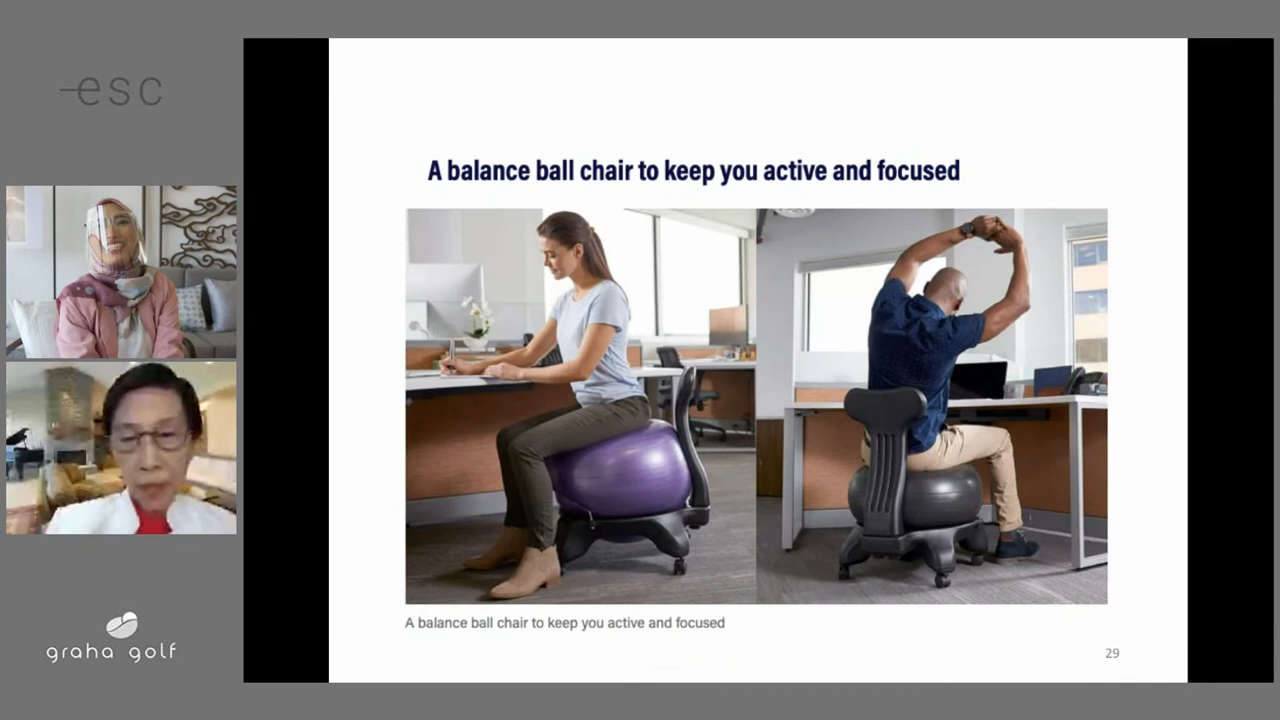 esc
A balance ball chair to keep you active and focused
A balance ball chair to keep you active and focused
29
graha golf